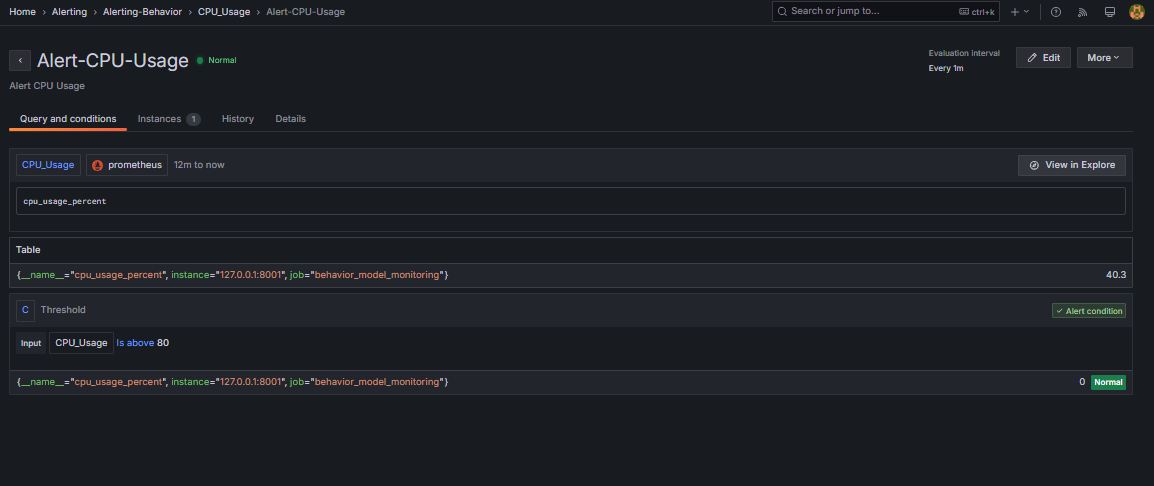 Home › Alerting › Alerting-Behavior › CPU_Usage › Alert-CPU-Usage
Search or jump to... ctrl+k
Alert-CPU-Usage Normal
Evaluation interval
Every 1m
Edit
More
Alert CPU Usage
Query and conditions Instances 1 History Details
CPU_Usage prometheus 12m to now View in Explore
cpu_usage_percent
Table
{__name__="cpu_usage_percent", instance="127.0.0.1:8001", job="behavior_model_monitoring"} 40.3
C Threshold Alert condition
Input CPU_Usage Is above 80
{__name__="cpu_usage_percent", instance="127.0.0.1:8001", job="behavior_model_monitoring"} 0 Normal